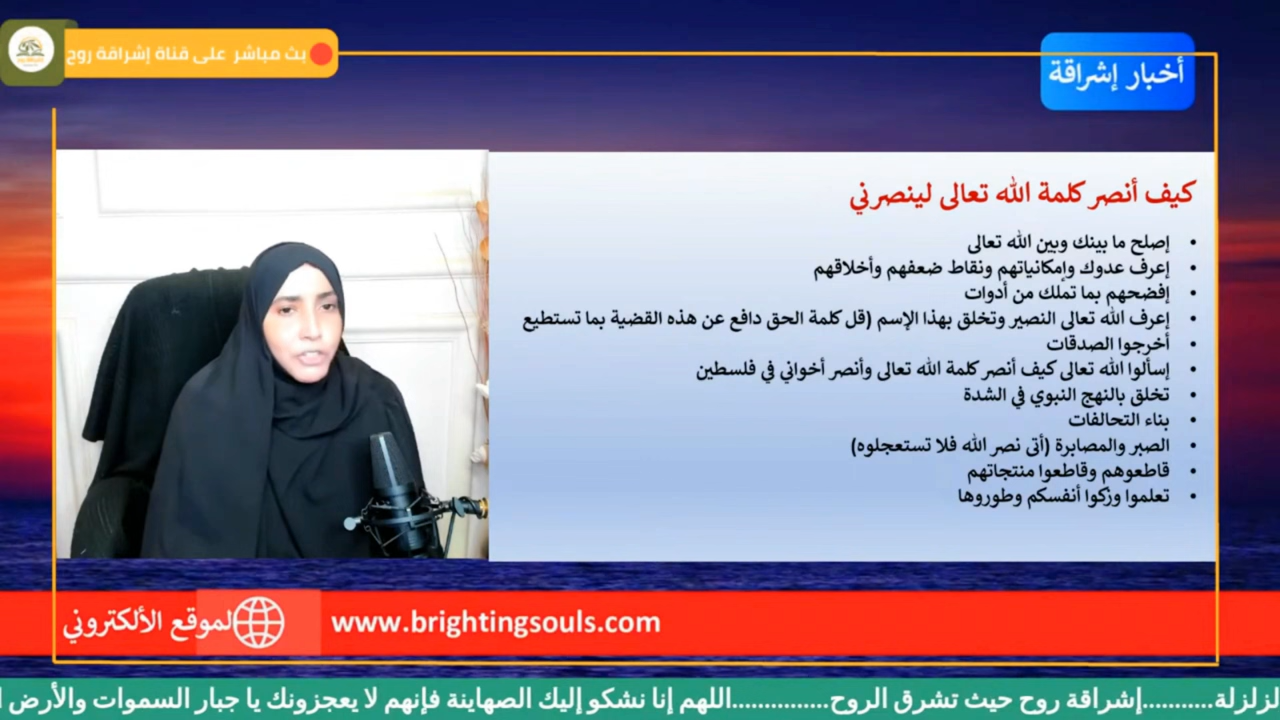 بث مباشر على قناة إشراقة روح
أخبار إشراقة
كيف أنصر كلمة الله تعالى لينصرني
• إصلح ما بينك وبين الله تعالى
• إعرف عدوك وإمكانياتهم ونقاط ضعفهم وأخلاقهم
• إفضحهم بما تملك من أدوات
• إعرف الله تعالى النصير وتخلق بهذا الإسم (قل كلمة الحق دافع عن هذه القضية بما تستطيع
• أخرجوا الصدقات
• إسألوا الله تعالى كيف أنصر كلمة الله تعالى وأنصر أخواني في فلسطين
• تخلق بالنهج النبوي في الشدة
• بناء التحالفات
• الصبر والمصابرة (أتى نصر الله فلا تستعجلوه)
• قاطعوهم وقاطعوا منتجاتهم
• تعلموا وزكوا أنفسكم وطوروها
لموقع الألكتروني
www.brightingsouls.com
لزلزلة...........إشراقة روح حيث تشرق الروح...............اللهم إنا نشكو إليك الصهاينة فإنهم لا يعجزونك يا جبار السموات والأرض